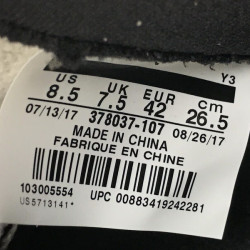 Y3
US UK EUR cm
8.5 7.5 42 26.5
07/13/17 378037-107 08/26/17
MADE IN CHINA
FABRIQUE EN CHINE
103005554
US5713141* UPC 00883419242281